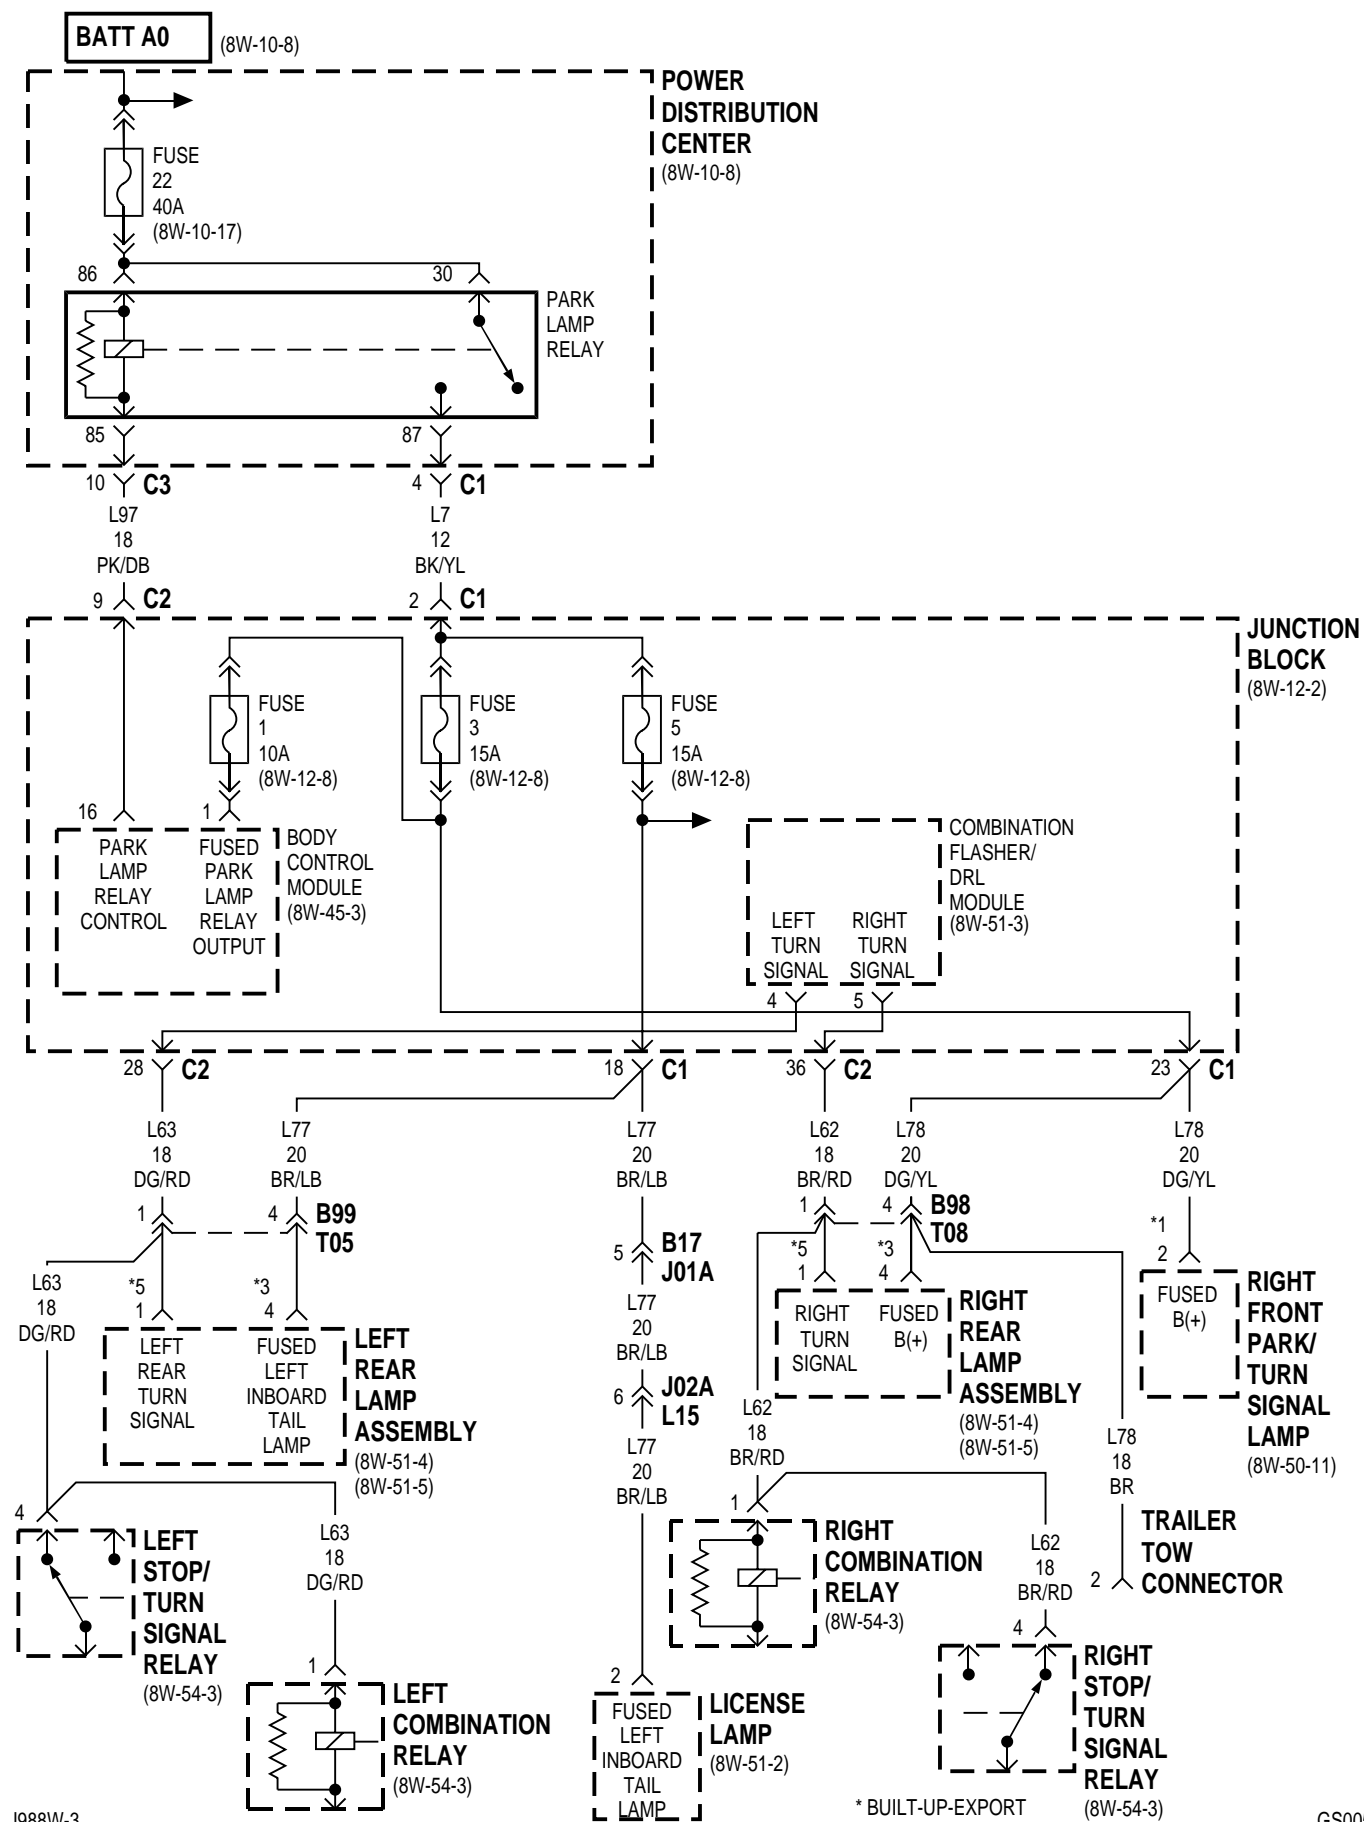 BATT A0
(8W-10-8)
POWER
DISTRIBUTION
CENTER
(8W-10-8)
FUSE
22
40A
(8W-10-17)
86
30
PARK
LAMP
RELAY
85
87
10
C3
4
C1
L97
18
PK/DB
L7
12
BK/YL
9
C2
2
C1
JUNCTION
BLOCK
(8W-12-2)
FUSE
1
10A
(8W-12-8)
FUSE
3
15A
(8W-12-8)
FUSE
5
15A
(8W-12-8)
16
1
PARK
LAMP
RELAY
CONTROL
FUSED
PARK
LAMP
RELAY
OUTPUT
BODY
CONTROL
MODULE
(8W-45-3)
COMBINATION
FLASHER/
DRL
MODULE
(8W-51-3)
LEFT
TURN
SIGNAL
RIGHT
TURN
SIGNAL
4
5
28
C2
18
C1
36
C2
23
C1
L63
18
DG/RD
L77
20
BR/LB
L77
20
BR/LB
L62
18
BR/RD
L78
20
DG/YL
L78
20
DG/YL
1
4
B99
T05
5
B17
J01A
1
4
B98
T08
*1
2
L63
18
DG/RD
*5
1
*3
4
L77
20
BR/LB
*5
1
*3
4
LEFT
REAR
TURN
SIGNAL
FUSED
LEFT
INBOARD
TAIL
LAMP
LEFT
REAR
LAMP
ASSEMBLY
(8W-51-4)
(8W-51-5)
6
J02A
L15
L77
20
BR/LB
RIGHT
TURN
SIGNAL
FUSED
B(+)
RIGHT
REAR
LAMP
ASSEMBLY
(8W-51-4)
(8W-51-5)
FUSED
B(+)
RIGHT
FRONT
PARK/
TURN
SIGNAL
LAMP
(8W-50-11)
L62
18
BR/RD
L78
18
BR
4
LEFT
STOP/
TURN
SIGNAL
RELAY
(8W-54-3)
L63
18
DG/RD
1
RIGHT
COMBINATION
RELAY
(8W-54-3)
L62
18
BR/RD
2
TRAILER
TOW
CONNECTOR
1
LEFT
COMBINATION
RELAY
(8W-54-3)
2
FUSED
LEFT
INBOARD
TAIL
LAMP
LICENSE
LAMP
(8W-51-2)
4
RIGHT
STOP/
TURN
SIGNAL
RELAY
(8W-54-3)
* BUILT-UP-EXPORT
J988W-3